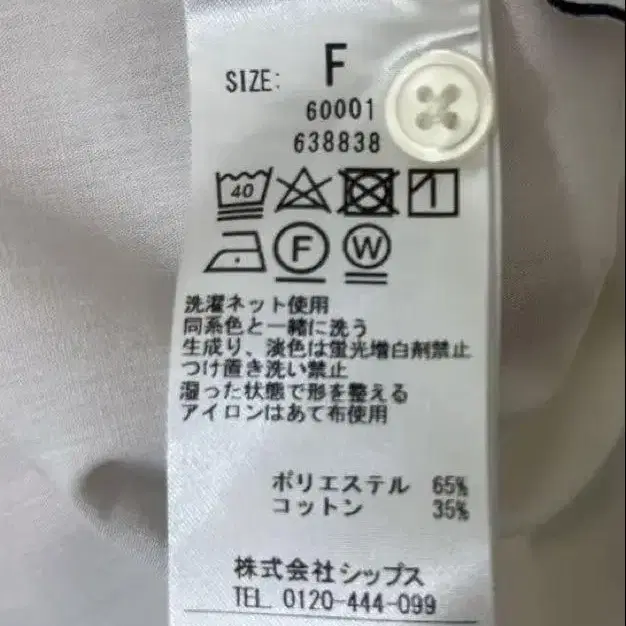 SIZE: F
60001
638838
40
F W
洗濯ネット使用
同系色と一緒に洗う
生成り、淡色は蛍光増白剤禁止
つけ置き洗い禁止
湿った状態で形を整える
アイロンはあて布使用
ポリエステル 65%
コットン 35%
株式会社シップス
TEL 0120-444-099